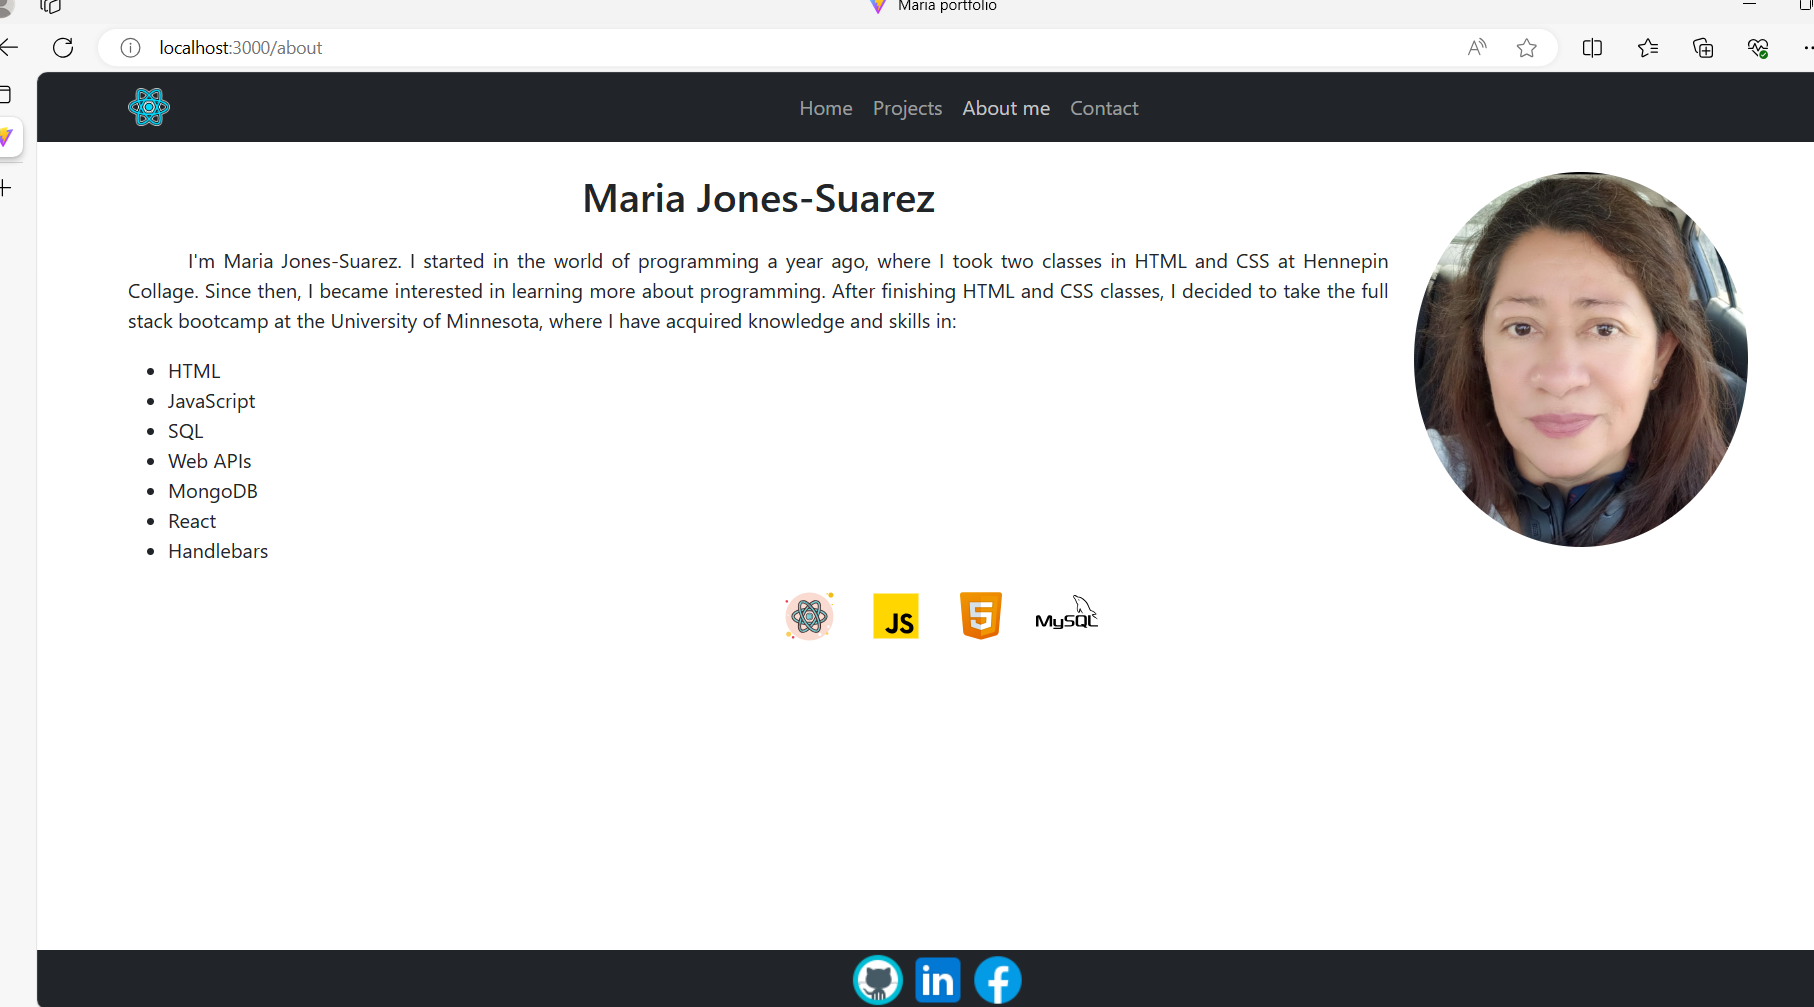 Maria portfolio
localhost:3000/about
Home Projects About me Contact
Maria Jones-Suarez
I'm Maria Jones-Suarez. I started in the world of programming a year ago, where I took two classes in HTML and CSS at Hennepin
Collage. Since then, I became interested in learning more about programming. After finishing HTML and CSS classes, I decided to take the full
stack bootcamp at the University of Minnesota, where I have acquired knowledge and skills in:
HTML
JavaScript
SQL
Web APIs
MongoDB
React
Handlebars
JS 5 MySQL
in f